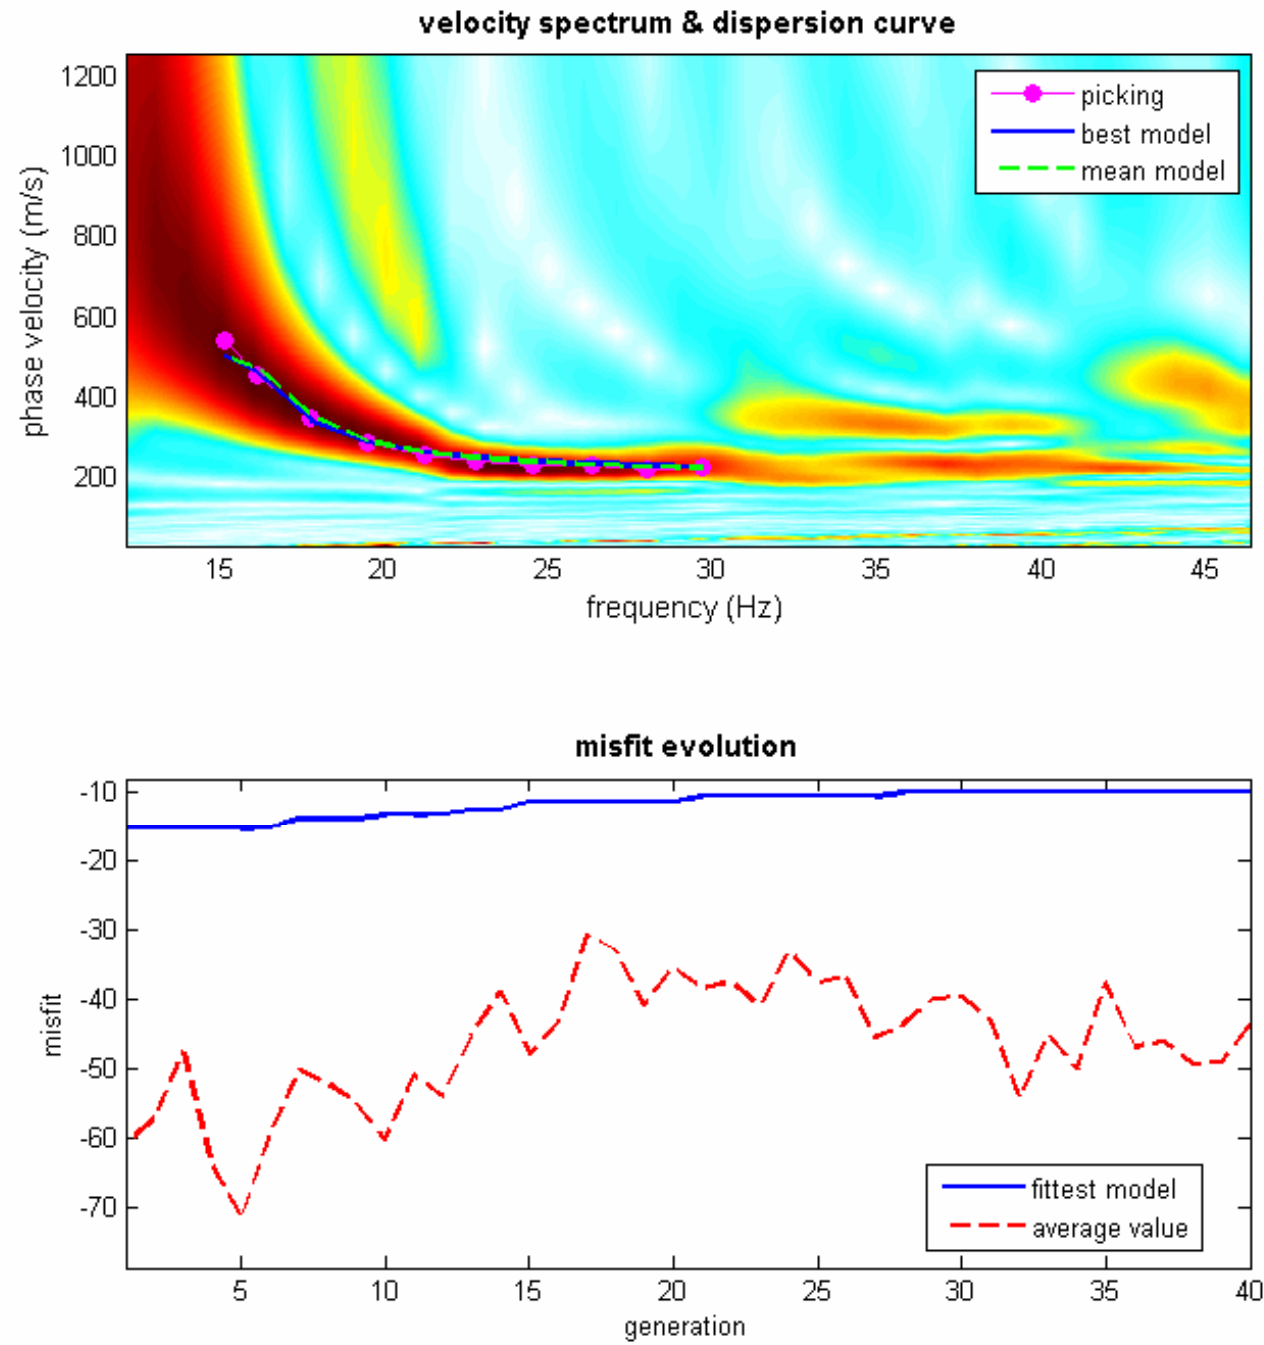 velocity spectrum & dispersion curve
1200
1000
800
600
400
200
phase velocity (m/s)
picking
best model
mean model
15 20 25 30 35 40 45
frequency (Hz)
misfit evolution
-10
-20
-30
-40
-50
-60
-70
misfit
fittest model
average value
5 10 15 20 25 30 35 40
generation